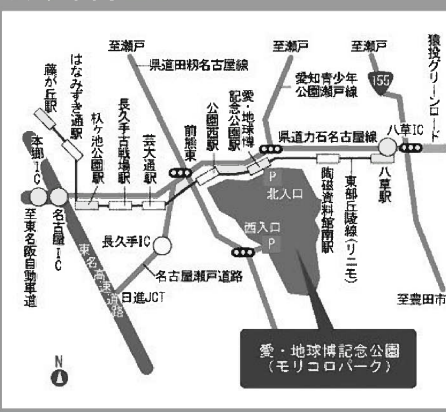 至瀬戸
県道田籾名古屋線
至瀬戸
愛知青少年
公園瀬戸線
至瀬戸
155
猿投グリーンロード
藤が丘駅
はなみずき通駅
杁ヶ池公園駅
長久手古戦場駅
芸大通駅
前熊東
公園西駅
愛・地球博
記念公園駅
県道力石名古屋線
八草IC
八草駅
陶磁資料館南駅
東部丘陵線(リニモ)
本郷IC
名古屋IC
至東名阪自動車道
東名高速道路
長久手IC
名古屋瀬戸道路
日進JCT
P
北入口
西入口
P
至豊田市
愛・地球博記念公園
(モリコロパーク)
N